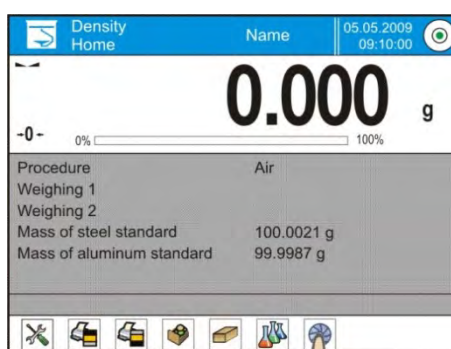 Density
Home
Name
05.05.2009
09:10:00
0.000 g
-0-
0% 100%
Procedure Air
Weighing 1
Weighing 2
Mass of steel standard 100.0021 g
Mass of aluminum standard 99.9987 g